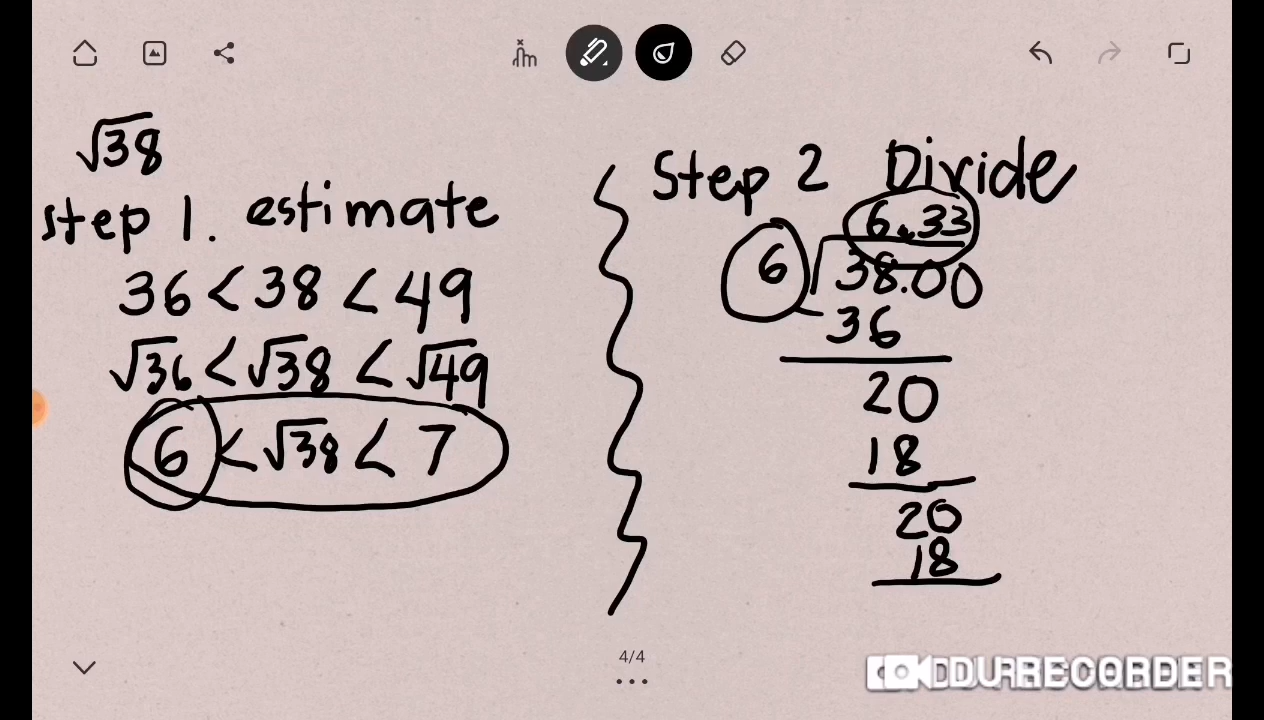 √38
step 1. estimate
36 < 38 < 49
√36 < √38 < √49
6 < √38 < 7
Step 2 Divide
6.33
6 38.00
- 36
20
18
20
18
4/4
DU RECORDER